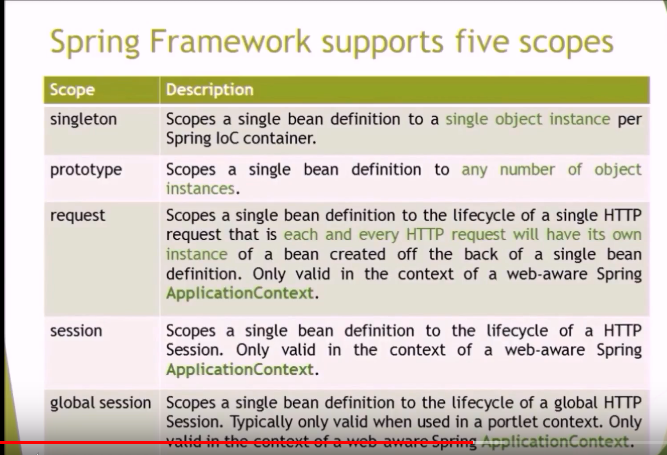 Spring Framework supports five scopes
Scope Description
singleton Scopes a single bean definition to a single object instance per
Spring IoC container.
prototype Scopes a single bean definition to any number of object
instances.
request Scopes a single bean definition to the lifecycle of a single HTTP
request that is each and every HTTP request will have its own
instance of a bean created off the back of a single bean
definition. Only valid in the context of a web-aware Spring
ApplicationContext.
session Scopes a single bean definition to the lifecycle of a HTTP
Session. Only valid in the context of a web-aware Spring
ApplicationContext.
global session Scopes a single bean definition to the lifecycle of a global HTTP
Session. Typically only valid when used in a portlet context. Only
valid in the context of a web-aware Spring ApplicationContext.